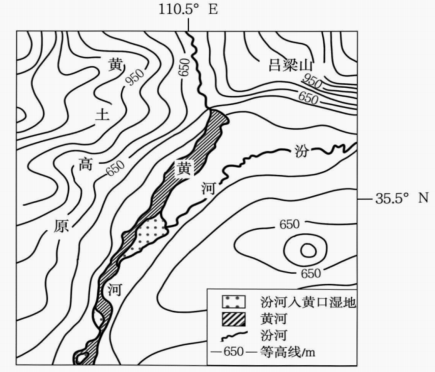 110.5° E
黄
950
650
吕梁山
950
650
土
汾
高
650
黄
河
35.5° N
原
650
650
河
汾河入黄口湿地
黄河
汾河
—650— 等高线/m